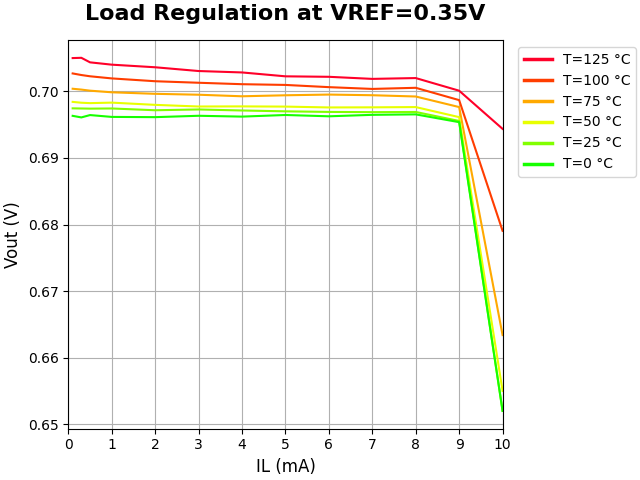 Load Regulation at VREF=0.35V
Vout (V)
0.70
0.69
0.68
0.67
0.66
0.65
0 1 2 3 4 5 6 7 8 9 10
IL (mA)
T=125 °C
T=100 °C
T=75 °C
T=50 °C
T=25 °C
T=0 °C